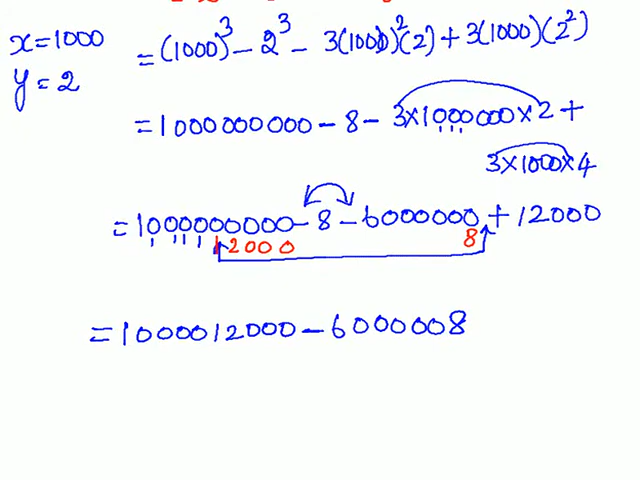 x=1000 =(1000)³-2³-3(1000)²(2)+3(1000)(2²)
y=2
=1000000000-8-3×1000000×2+
3×1000×4
=1000000000-8-6000000+12000
12000 8
=1000012000-6000008